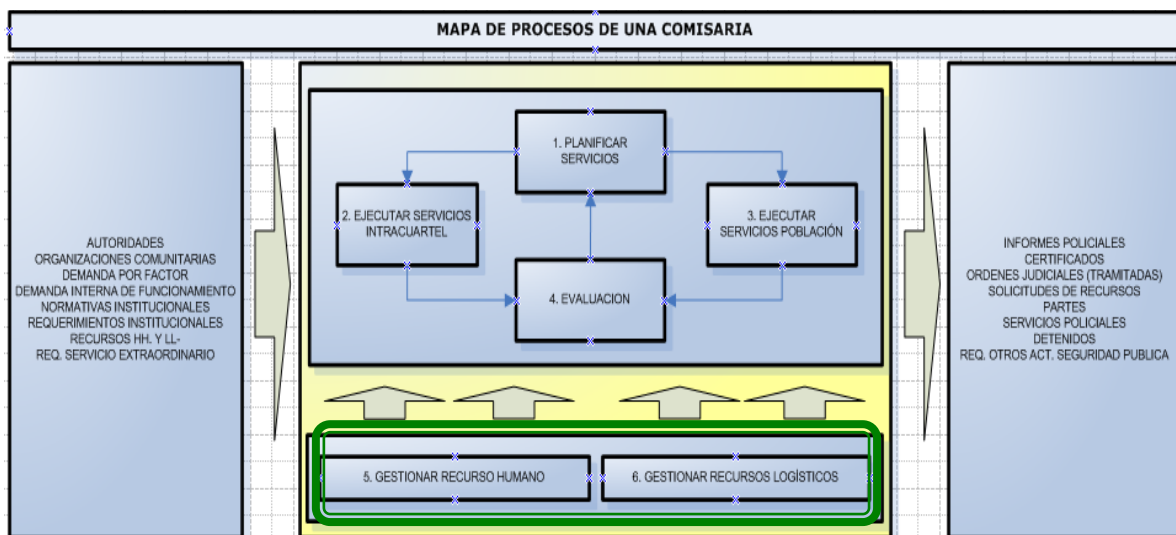 MAPA DE PROCESOS DE UNA COMISARIA
AUTORIDADES
ORGANIZACIONES COMUNITARIAS
DEMANDA POR FACTOR
DEMANDA INTERNA DE FUNCIONAMIENTO
NORMATIVAS INSTITUCIONALES
REQUERIMIENTOS INSTITUCIONALES
RECURSOS HH. Y LL-
REQ. SERVICIO EXTRAORDINARIO
1. PLANIFICAR
SERVICIOS
2. EJECUTAR SERVICIOS
INTRACUARTEL
3. EJECUTAR
SERVICIOS POBLACIÓN
4. EVALUACION
5. GESTIONAR RECURSO HUMANO
6. GESTIONAR RECURSOS LOGÍSTICOS
INFORMES POLICIALES
CERTIFICADOS
ORDENES JUDICIALES (TRAMITADAS)
SOLICITUDES DE RECURSOS
PARTES
SERVICIOS POLICIALES
DETENIDOS
REQ. OTROS ACT. SEGURIDAD PUBLICA